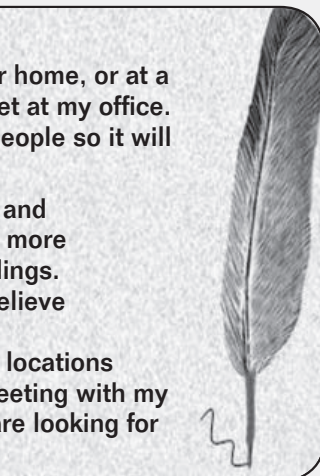 r home, or at a
et at my office.
eople so it will
and
more
lings.
elieve
locations
eeting with my
are looking for